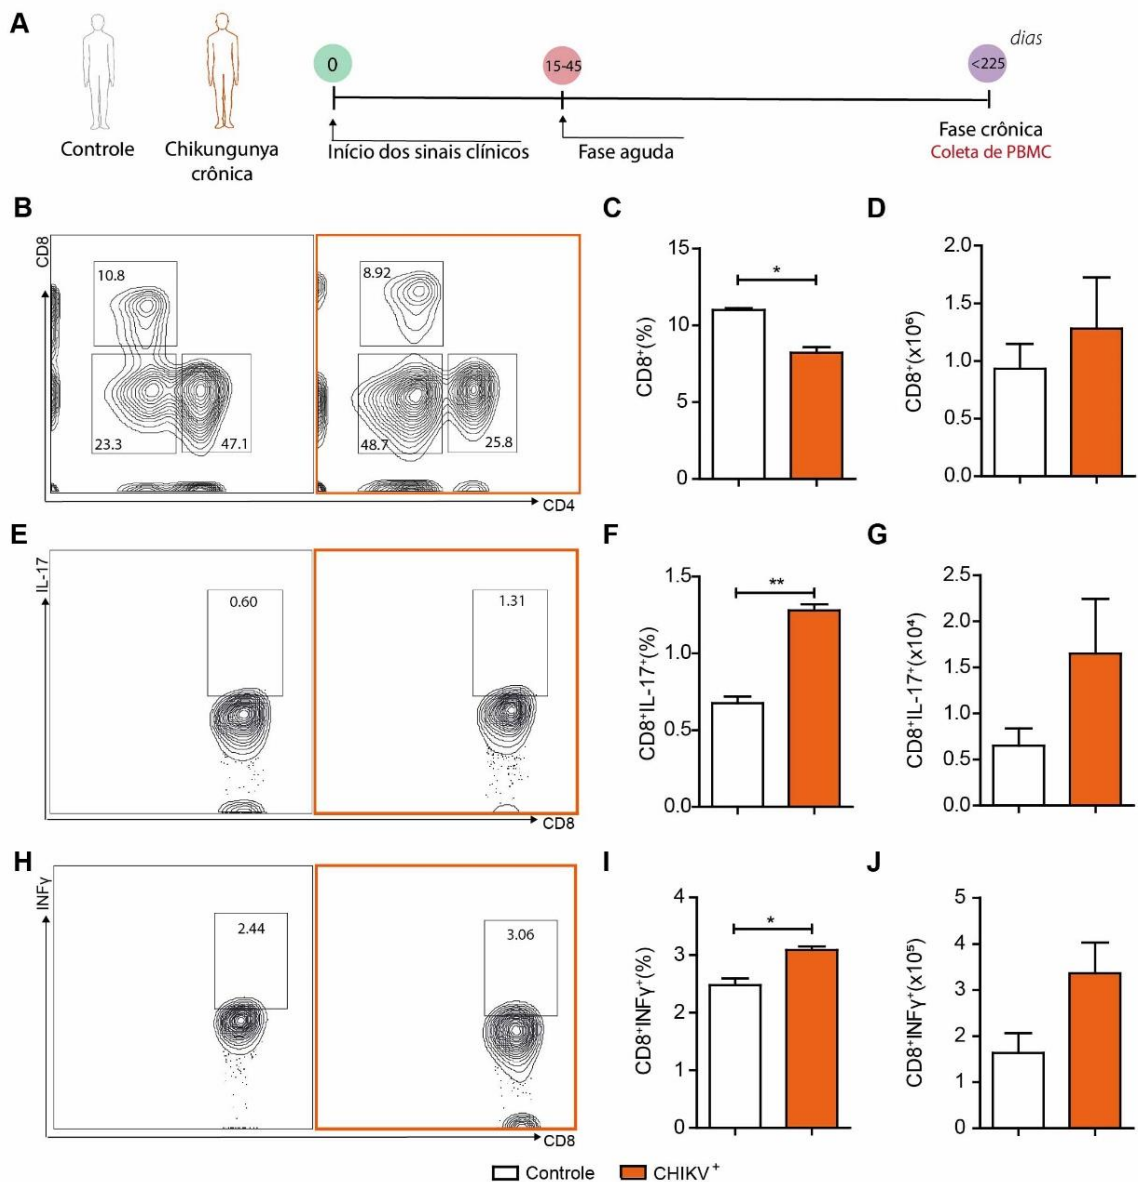 A
Controle
Chikungunya
crônica
0
15-45
<225
dias
Início dos sinais clínicos
Fase aguda
Fase crônica
Coleta de PBMC
B
CD8
10.8
23.3
47.1
8.92
48.7
25.8
CD4
C
CD8⁺(%)
15
10
5
0
*
D
CD8⁺(x10⁶)
2.0
1.5
1.0
0.5
0.0
E
IL-17
0.60
1.31
CD8
F
CD8⁺IL-17⁺(%)
1.5
1.0
0.5
0.0
**
G
CD8⁺IL-17⁺(x10⁴)
2.5
2.0
1.5
1.0
0.5
0.0
H
INFγ
2.44
3.06
CD8
I
CD8⁺INFγ⁺(%)
4
3
2
1
0
*
J
CD8⁺INFγ⁺(x10⁵)
5
4
3
2
1
0
Controle
CHIKV⁺